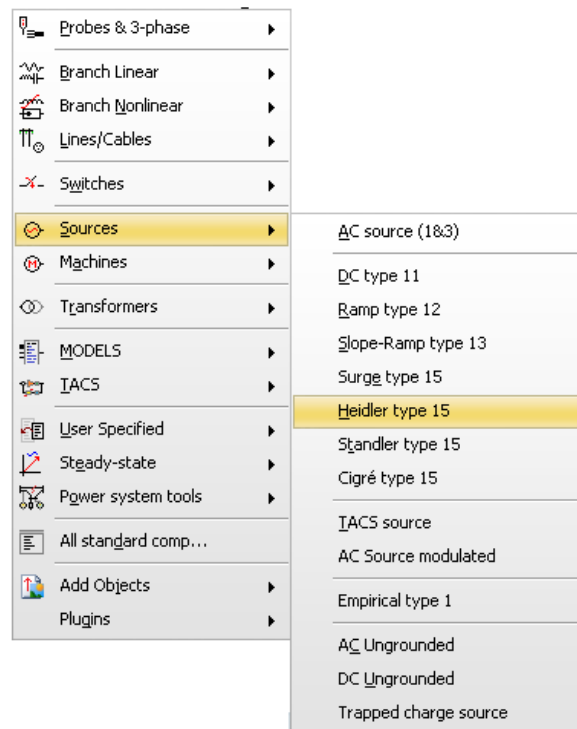 Probes & 3-phase
Branch Linear
Branch Nonlinear
Lines/Cables
Switches
Sources
Machines
Transformers
MODELS
TACS
User Specified
Steady-state
Power system tools
All standard comp...
Add Objects
Plugins
AC source (1&3)
DC type 11
Ramp type 12
Slope-Ramp type 13
Surge type 15
Heidler type 15
Standler type 15
Cigré type 15
TACS source
AC Source modulated
Empirical type 1
AC Ungrounded
DC Ungrounded
Trapped charge source